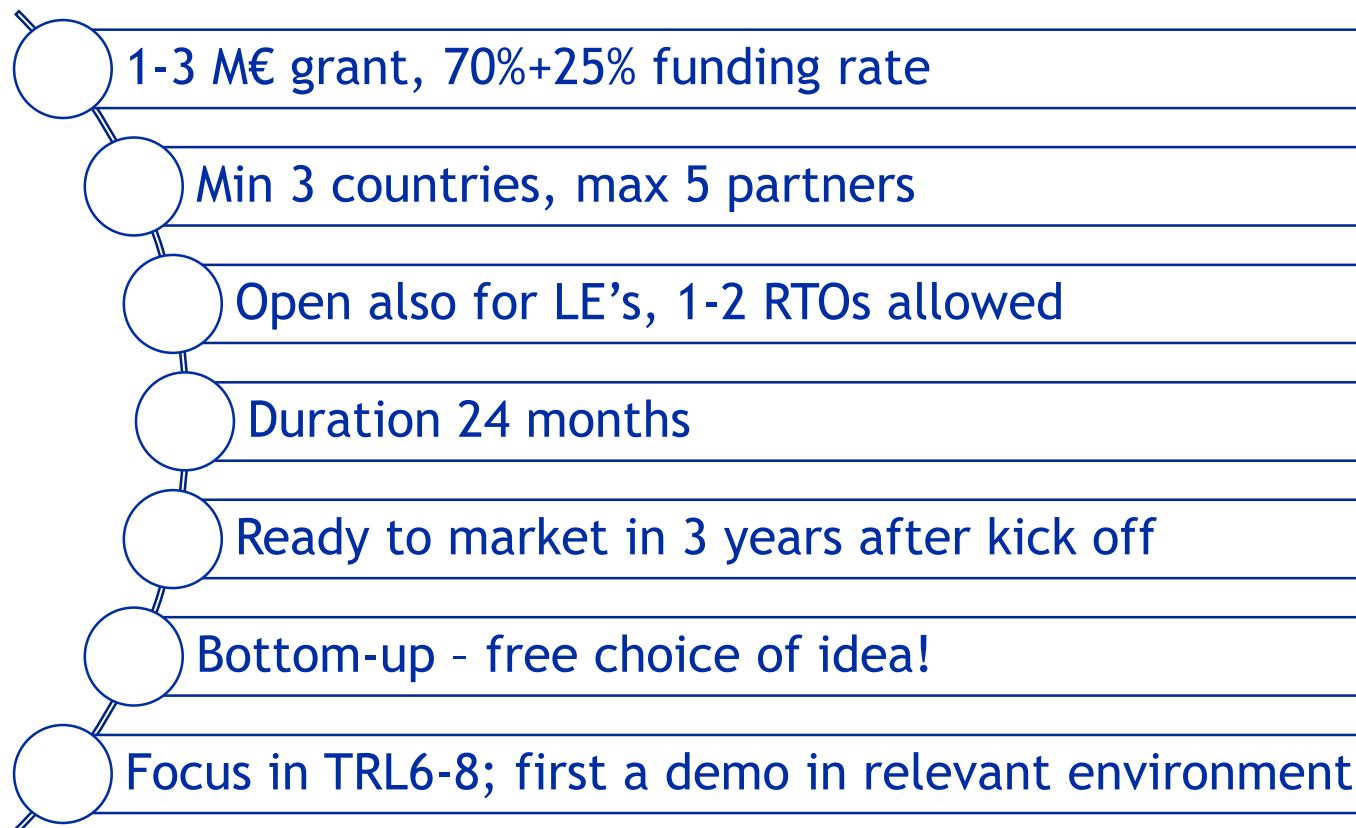 1-3 M€ grant, 70%+25% funding rate
Min 3 countries, max 5 partners
Open also for LE’s, 1-2 RTOs allowed
Duration 24 months
Ready to market in 3 years after kick off
Bottom-up – free choice of idea!
Focus in TRL6-8; first a demo in relevant environment